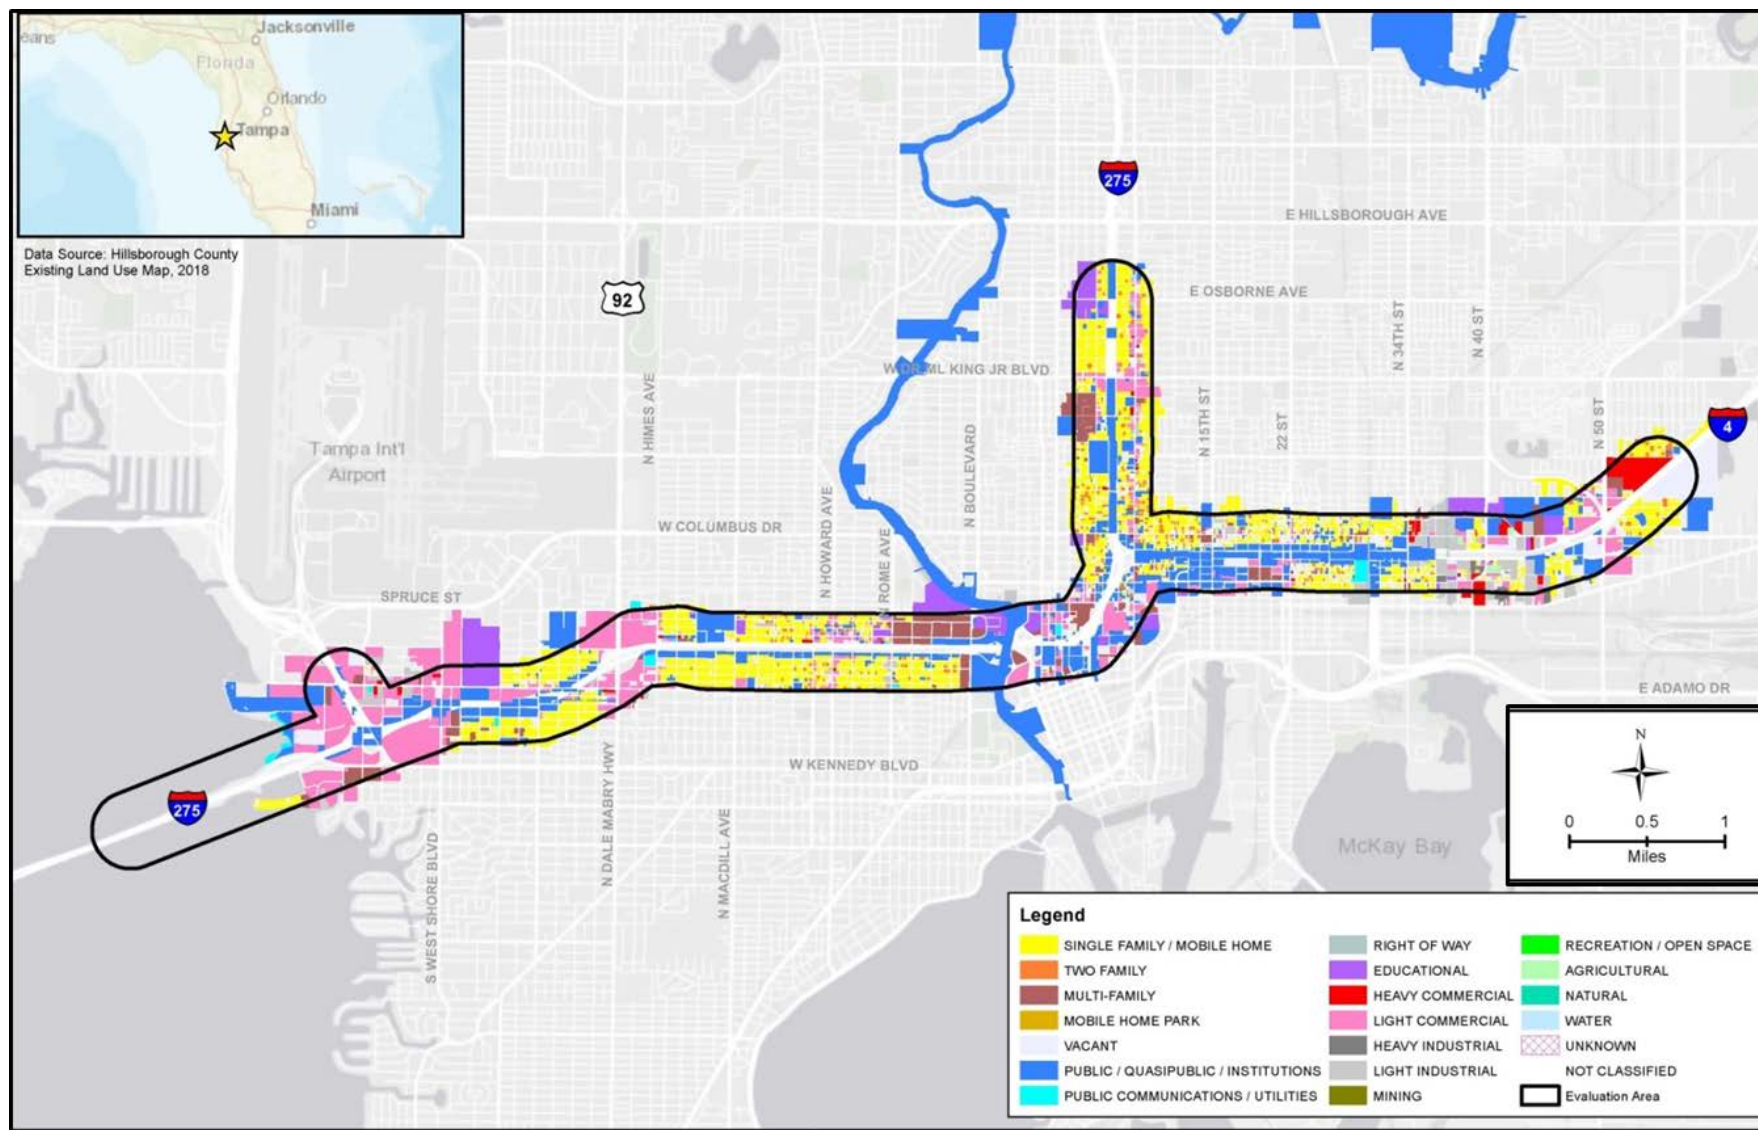 Jacksonville
eans
Florida
Orlando
Tampa
Miami
Data Source: Hillsborough County
Existing Land Use Map, 2018
275
E HILLSBOROUGH AVE
92
E OSBORNE AVE
N 34TH ST
N 40 ST
W DR ML KING JR BLVD
N HIMES AVE
N 15TH ST
22 ST
N 50 ST
4
Tampa Int'l
Airport
N BOULEVARD
W COLUMBUS DR
N HOWARD AVE
N ROME AVE
SPRUCE ST
E ADAMO DR
W KENNEDY BLVD
N DALE MABRY HWY
275
N MACDILL AVE
S WEST SHORE BLVD
McKay Bay
N
0 0.5 1
Miles
Legend
SINGLE FAMILY / MOBILE HOME
TWO FAMILY
MULTI-FAMILY
MOBILE HOME PARK
VACANT
PUBLIC / QUASIPUBLIC / INSTITUTIONS
PUBLIC COMMUNICATIONS / UTILITIES
RIGHT OF WAY
EDUCATIONAL
HEAVY COMMERCIAL
LIGHT COMMERCIAL
HEAVY INDUSTRIAL
LIGHT INDUSTRIAL
MINING
RECREATION / OPEN SPACE
AGRICULTURAL
NATURAL
WATER
UNKNOWN
NOT CLASSIFIED
Evaluation Area